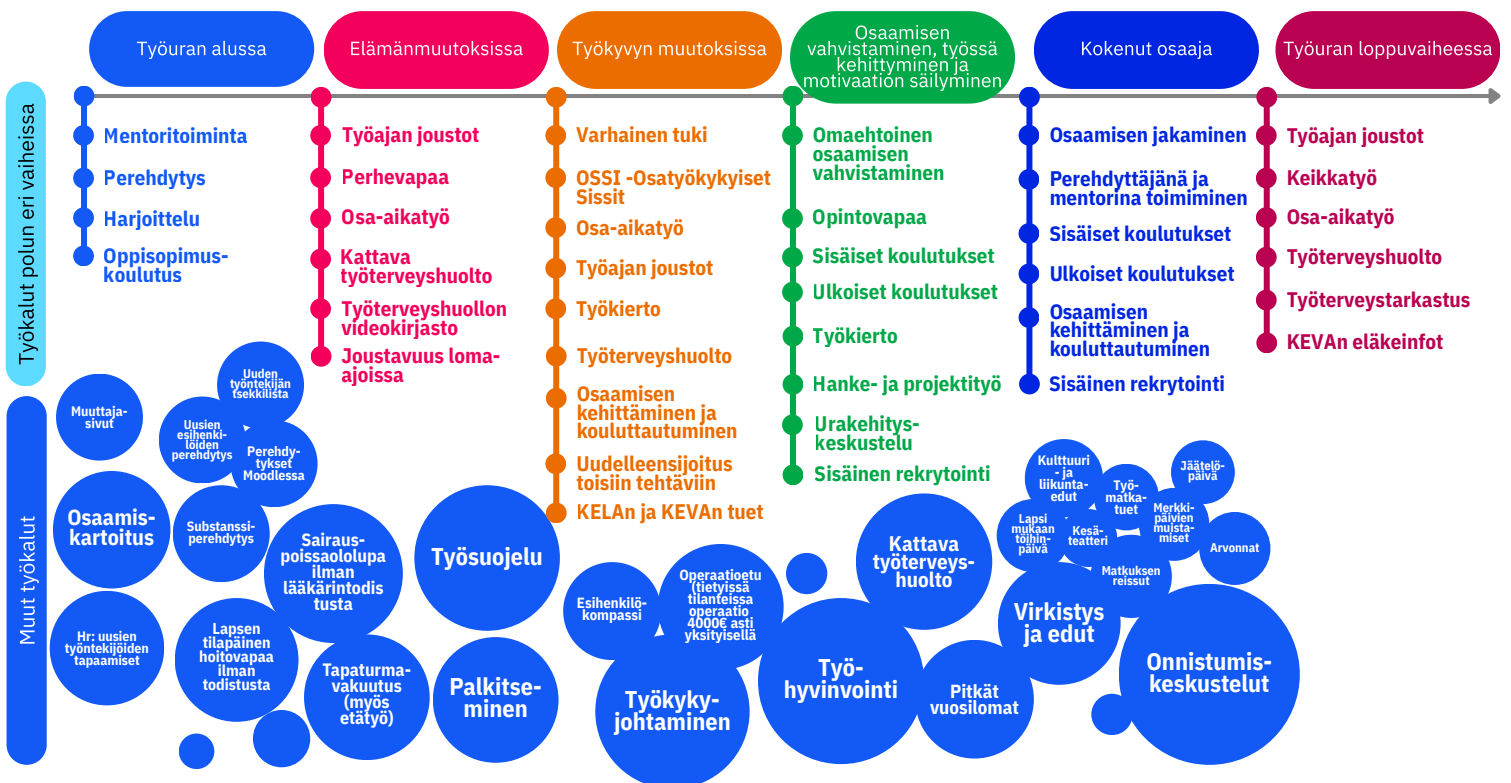 Työuran alussa
Elämänmuutoksissa
Työkyvyn muutoksissa
Osaamisen
vahvistaminen, työssä
kehittyminen ja
motivaation säilyminen
Kokenut osaaja
Työuran loppuvaiheessa
Työkalut polun eri vaiheissa
Mentoritoiminta
Perehdytys
Harjoittelu
Oppisopimus-
koulutus
Työajan joustot
Perhevapaa
Osa-aikatyö
Kattava
työterveyshuolto
Työterveyshuollon
videokirjasto
Joustavuus loma-
ajoissa
Varhainen tuki
OSSI -Osatyökykyiset
Sissit
Osa-aikatyö
Työajan joustot
Työkierto
Työterveyshuolto
Osaamisen
kehittäminen ja
kouluttautuminen
Uudelleensijoitus
toisiin tehtäviin
KELAn ja KEVAn tuet
Omaehtoinen
osaamisen
vahvistaminen
Opintovapaa
Sisäiset koulutukset
Ulkoiset koulutukset
Työkierto
Hanke- ja projektityö
Urakehitys-
keskustelu
Sisäinen rekrytointi
Osaamisen jakaminen
Perehdyttäjänä ja
mentorina toimiminen
Sisäiset koulutukset
Ulkoiset koulutukset
Osaamisen
kehittäminen ja
kouluttautuminen
Sisäinen rekrytointi
Työajan joustot
Keikkatyö
Osa-aikatyö
Työterveyshuolto
Työterveystarkastus
KEVAn eläkeinfot
Muut työkalut
Muuttaja-
sivut
Uuden
työntekijän
tsekkilista
Uusien
esihenki-
löiden
perehdytys
Perehdy-
tykset
Moodlessa
Osaamis-
kartoitus
Substanssi-
perehdytys
Sairaus-
poissaololupa
ilman
lääkärintodis
tusta
Työsuojelu
Hr: uusien
työntekijöiden
tapaamiset
Lapsen
tilapäinen
hoitovapaa
ilman
todistusta
Tapaturma-
vakuutus
(myös
etätyö)
Palkitse-
minen
Esihenkilö-
kompassi
Operaatioetu
(tietyissä
tilanteissa
operaatio
4000€ asti
yksityisellä
Työkyky-
johtaminen
Työ-
hyvinvointi
Kattava
työterveys-
huolto
Pitkät
vuosilomat
Kulttuuri
- ja
liikunta-
edut
Työ-
matka-
tuet
Jäätelö-
päivä
Lapsi
mukaan
töihin-
päivä
Kesä-
teatteri
Merkki-
päivien
muista-
miset
Arvonnat
Matkuksen
reissut
Virkistys
ja edut
Onnistumis-
keskustelut